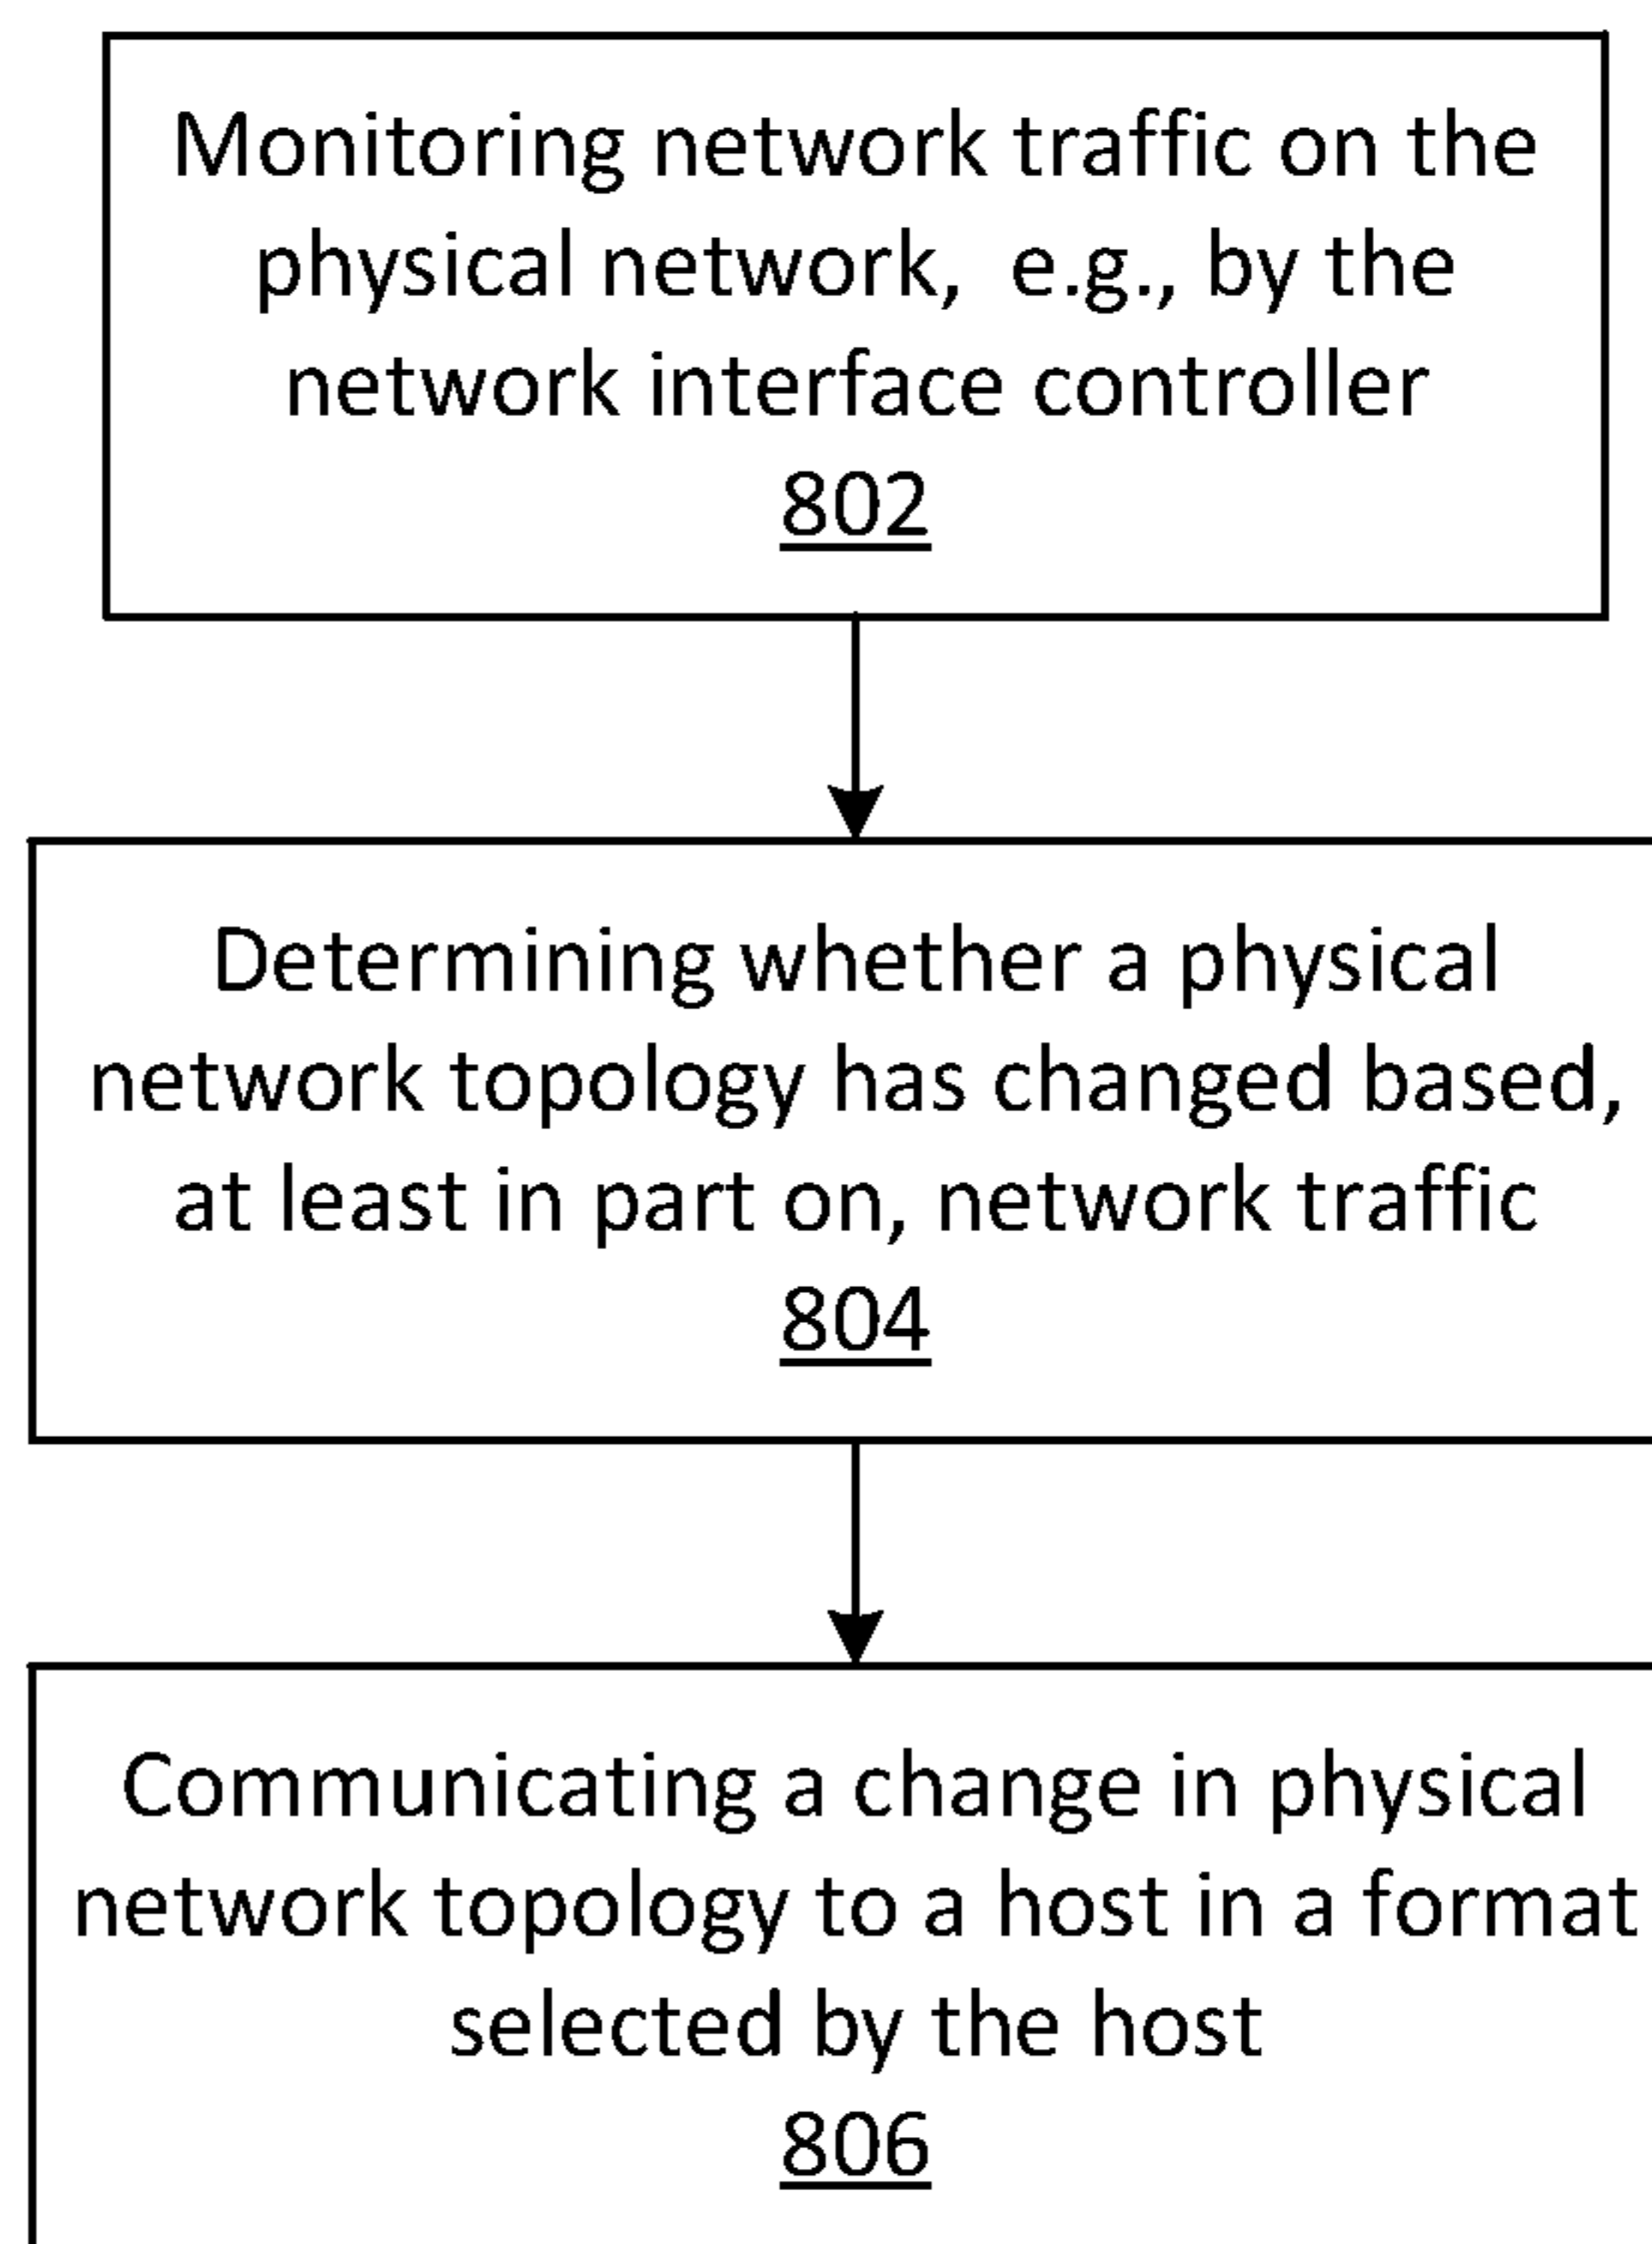 Monitoring network traffic on the
physical network, e.g., by the
network interface controller
802
Determining whether a physical
network topology has changed based,
at least in part on, network traffic
804
Communicating a change in physical
network topology to a host in a format
selected by the host
806